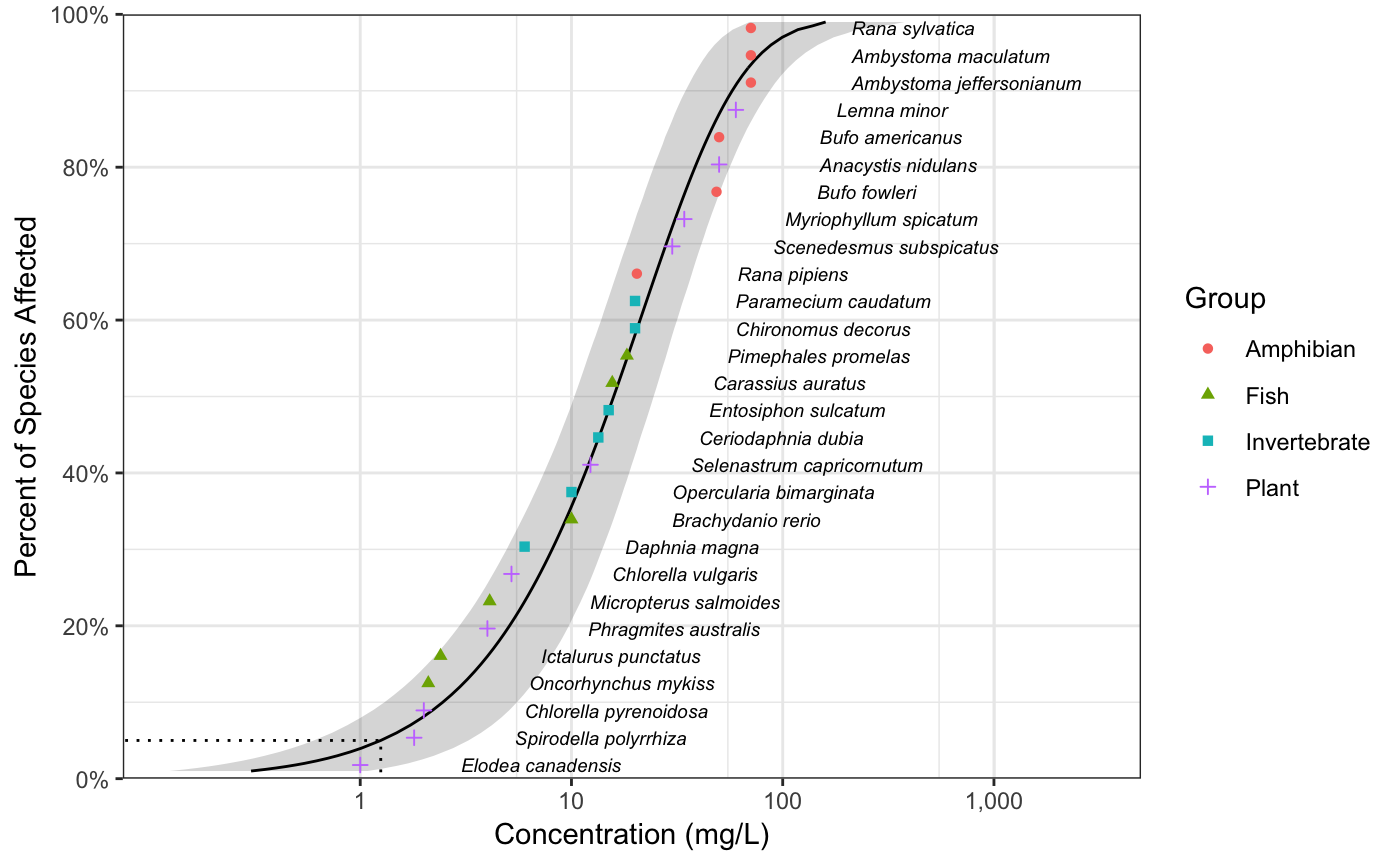 100%
80%
60%
40%
20%
0%
Percent of Species Affected
Rana sylvatica
Ambystoma maculatum
Ambystoma jeffersonianum
Lemna minor
Bufo americanus
Anacystis nidulans
Bufo fowleri
Myriophyllum spicatum
Scenedesmus subspicatus
Rana pipiens
Paramecium caudatum
Chironomus decorus
Pimephales promelas
Carassius auratus
Entosiphon sulcatum
Ceriodaphnia dubia
Selenastrum capricornutum
Opercularia bimarginata
Brachydanio rerio
Daphnia magna
Chlorella vulgaris
Micropterus salmoides
Phragmites australis
Ictalurus punctatus
Oncorhynchus mykiss
Chlorella pyrenoidosa
Spirodella polyrrhiza
Elodea canadensis
1 10 100 1,000
Concentration (mg/L)
Group
Amphibian
Fish
Invertebrate
Plant